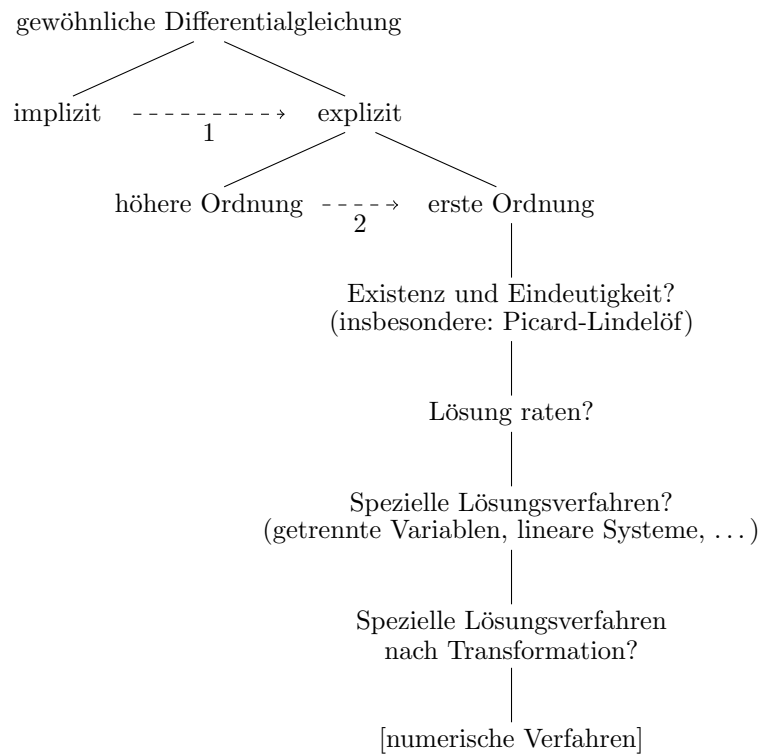 gewöhnliche Differentialgleichung
implizit
1
explizit
höhere Ordnung
2
erste Ordnung
Existenz und Eindeutigkeit?
(insbesondere: Picard-Lindelöf)
Lösung raten?
Spezielle Lösungsverfahren?
(getrennte Variablen, lineare Systeme, ...)
Spezielle Lösungsverfahren
nach Transformation?
[numerische Verfahren]